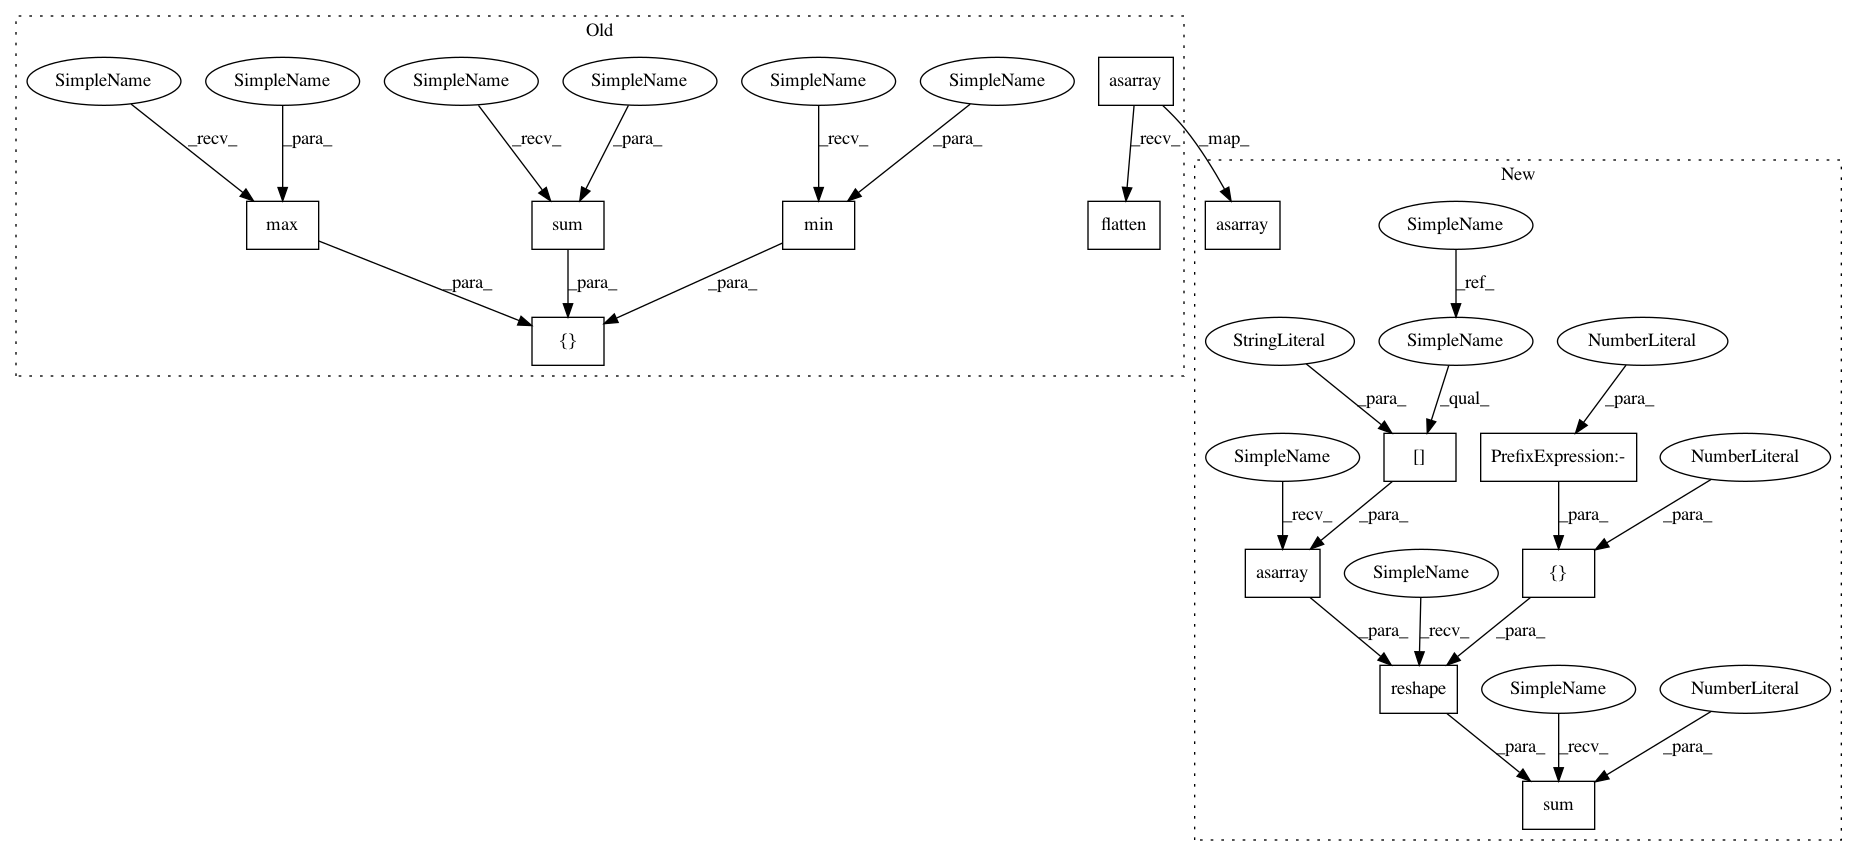 Old
SimpleName SimpleName SimpleName SimpleName SimpleName SimpleName asarray
_recv_ _para_ _recv_ _para_ _recv_ _para_ _recv_ _map_
New
max sum min flatten asarray SimpleName
_para_ _para_ _para_ _ref_
{} StringLiteral SimpleName NumberLiteral
_para_ _qual_ _para_
SimpleName [] PrefixExpression:- NumberLiteral
_recv_ _para_ _para_ _para_
asarray SimpleName {}
_para_ _recv_ _para_
reshape SimpleName NumberLiteral
_para_ _recv_ _para_
sum